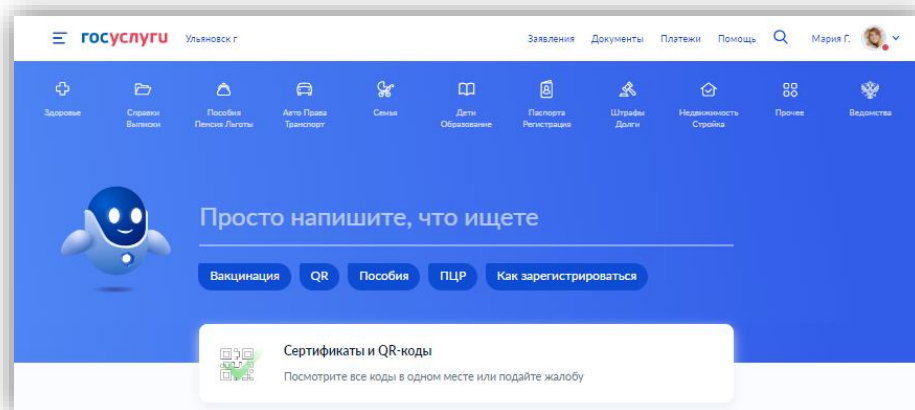 госуслуги Ульяновск г Заявления Документы Платежи Помощь Мария Г.
Здоровье Справки Пособия Авто Права Семья Дети Паспорта Штрафы Недвижимость Прочее Ведомства
Выписки Пенсия Льготы Транспорт Образование Регистрация Долги Стройка
Просто напишите, что ищете
Вакцинация QR Пособия ПЦР Как зарегистрироваться
Сертификаты и QR-коды
Посмотрите все коды в одном месте или подайте жалобу